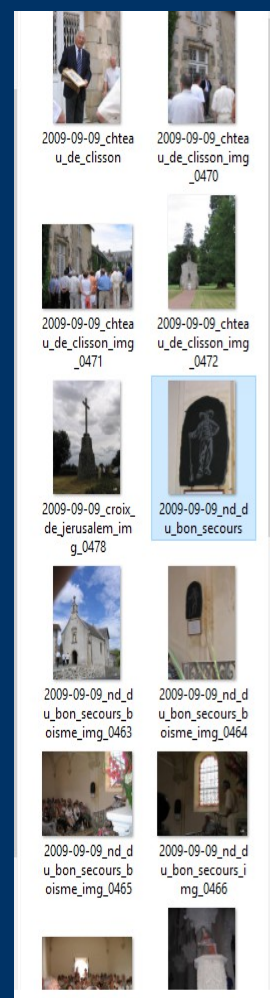 2009-09-09_chtea
u_de_clisson
2009-09-09_chtea
u_de_clisson_img
_0470
2009-09-09_chtea
u_de_clisson_img
_0471
2009-09-09_chtea
u_de_clisson_img
_0472
2009-09-09_croix_
de_jerusalem_im
g_0478
2009-09-09_nd_d
u_bon_secours
2009-09-09_nd_d
u_bon_secours_b
oisme_img_0463
2009-09-09_nd_d
u_bon_secours_b
oisme_img_0464
2009-09-09_nd_d
u_bon_secours_b
oisme_img_0465
2009-09-09_nd_d
u_bon_secours_i
mg_0466